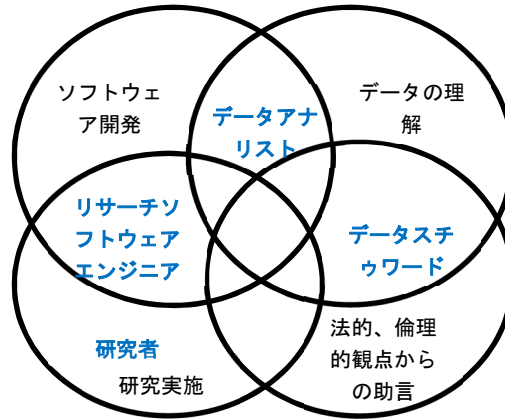 ソフトウェ
ア開発
データアナ
リスト
データの理
解
リサーチソ
フトウェア
エンジニア
データスチ
ュワード
研究者
研究実施
法的、倫理
的観点から
の助言